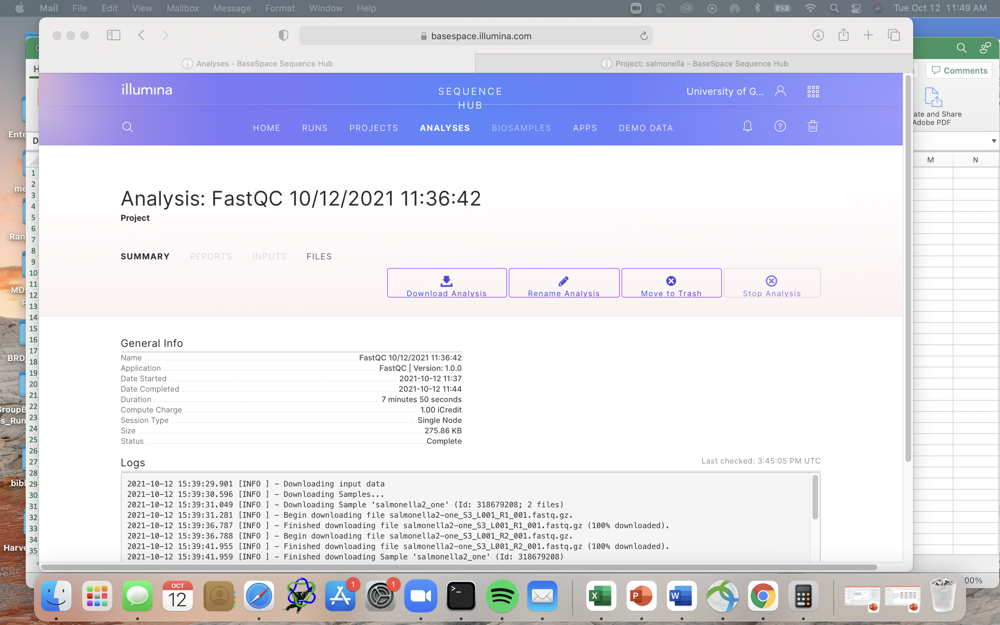 Mail File Edit View Mailbox Message Format Window Help Tue Oct 12 11:49 AM
basespace.illumina.com
Analyses - BaseSpace Sequence Hub Project: salmonella - BaseSpace Sequence Hub
Comments
illumina SEQUENCE HUB University of G...
HOME RUNS PROJECTS ANALYSES BIOSAMPLES APPS DEMO DATA
ate and Share
Adobe PDF
M N
Analysis: FastQC 10/12/2021 11:36:42
Project
SUMMARY REPORTS INPUTS FILES
Download Analysis Rename Analysis Move to Trash Stop Analysis
General Info
Name FastQC 10/12/2021 11:36:42
Application FastQC | Version: 1.0.0
Date Started 2021-10-12 11:37
Date Completed 2021-10-12 11:44
Duration 7 minutes 50 seconds
Compute Charge 1.00 iCredit
Session Type Single Node
Size 275.86 KB
Status Complete
Logs Last checked: 3:45:05 PM UTC
2021-10-12 15:39:29.901 [INFO ] - Downloading input data
2021-10-12 15:39:30.596 [INFO ] - Downloading Samples...
2021-10-12 15:39:31.049 [INFO ] - Downloading Sample 'salmonella2_one' (Id: 318679208; 2 files)
2021-10-12 15:39:31.281 [INFO ] - Begin downloading file salmonella2-one_S3_L001_R1_001.fastq.gz.
2021-10-12 15:39:36.787 [INFO ] - Finished downloading file salmonella2-one_S3_L001_R1_001.fastq.gz (100% downloaded).
2021-10-12 15:39:36.788 [INFO ] - Begin downloading file salmonella2-one_S3_L001_R2_001.fastq.gz.
2021-10-12 15:39:41.955 [INFO ] - Finished downloading file salmonella2-one_S3_L001_R2_001.fastq.gz (100% downloaded).
2021-10-12 15:39:41.959 [INFO ] - Finished downloading Sample 'salmonella2_one' (Id: 318679208)
H
Ente
D
me
Ran
MD
p
BRD
GroupB
s_Run
bibl
Harve
1
2
3
4
5
6
7
8
9
10
11
12
13
14
15
16
17
18
19
20
21
22
23
24
25
26
27
28
29
30
31
32
33
34
35
00%
OCT
12
1
1
X
P
W
P
P